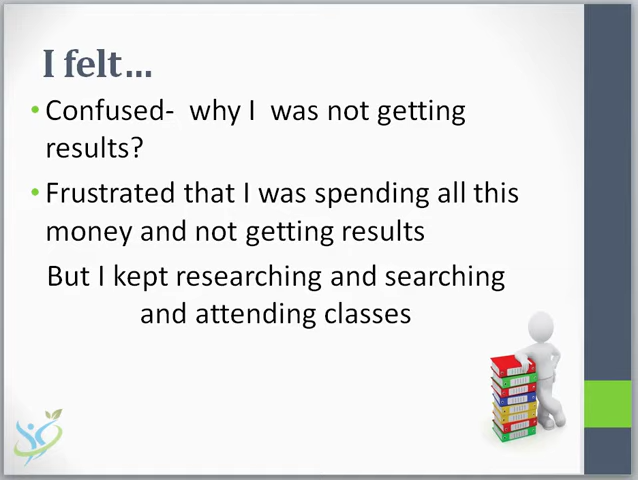 I felt...
• Confused-  why I  was not getting
results?
• Frustrated that I was spending all this
money and not getting results
But I kept researching and searching
and attending classes